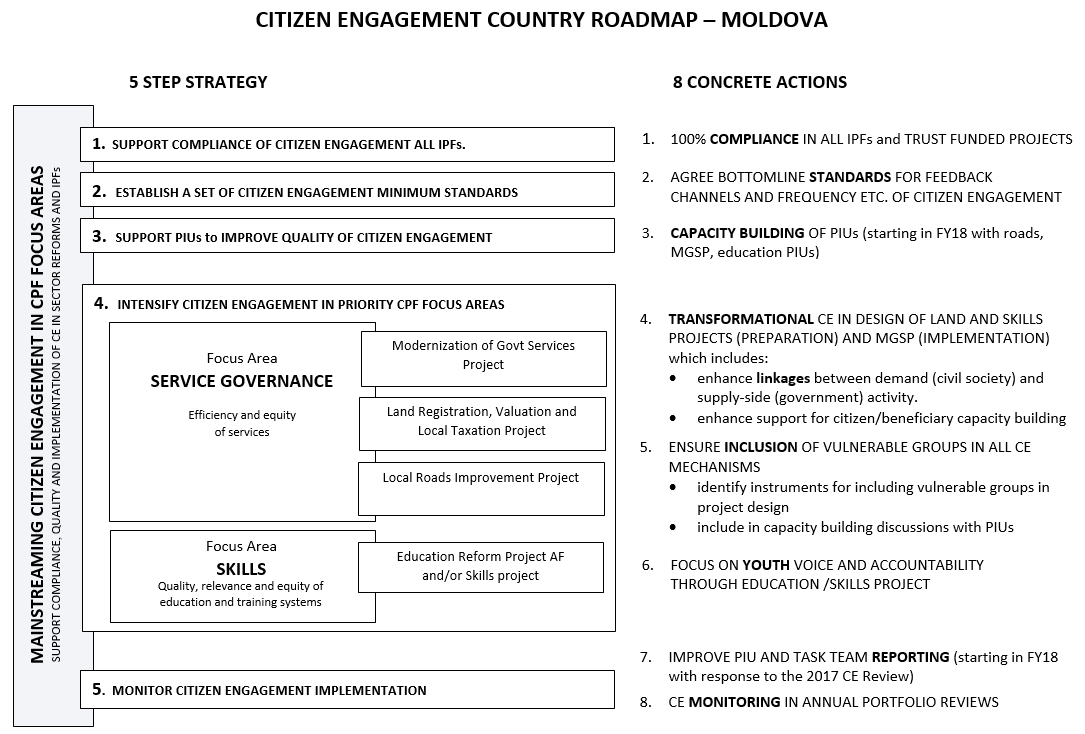 CITIZEN ENGAGEMENT COUNTRY ROADMAP – MOLDOVA
5 STEP STRATEGY
8 CONCRETE ACTIONS
MAINSTREAMING CITIZEN ENGAGEMENT IN CPF FOCUS AREAS
SUPPORT COMPLIANCE, QUALITY AND IMPLEMENTATION OF CE IN SECTOR REFORMS AND IPFs
1. SUPPORT COMPLIANCE OF CITIZEN ENGAGEMENT ALL IPFs.
2. ESTABLISH A SET OF CITIZEN ENGAGEMENT MINIMUM STANDARDS
3. SUPPORT PIUs to IMPROVE QUALITY OF CITIZEN ENGAGEMENT
4. INTENSIFY CITIZEN ENGAGEMENT IN PRIORITY CPF FOCUS AREAS
Focus Area
SERVICE GOVERNANCE
Efficiency and equity
of services
Modernization of Govt Services
Project
Land Registration, Valuation and
Local Taxation Project
Local Roads Improvement Project
Focus Area
SKILLS
Quality, relevance and equity of
education and training systems
Education Reform Project AF
and/or Skills project
5. MONITOR CITIZEN ENGAGEMENT IMPLEMENTATION
1. 100% COMPLIANCE IN ALL IPFs and TRUST FUNDED PROJECTS
2. AGREE BOTTOMLINE STANDARDS FOR FEEDBACK
CHANNELS AND FREQUENCY ETC. OF CITIZEN ENGAGEMENT
3. CAPACITY BUILDING OF PIUs (starting in FY18 with roads,
MGSP, education PIUs)
4. TRANSFORMATIONAL CE IN DESIGN OF LAND AND SKILLS
PROJECTS (PREPARATION) AND MGSP (IMPLEMENTATION)
which includes:
• enhance linkages between demand (civil society) and
supply-side (government) activity.
• enhance support for citizen/beneficiary capacity building
5. ENSURE INCLUSION OF VULNERABLE GROUPS IN ALL CE
MECHANISMS
• identify instruments for including vulnerable groups in
project design
• include in capacity building discussions with PIUs
6. FOCUS ON YOUTH VOICE AND ACCOUNTABILITY
THROUGH EDUCATION /SKILLS PROJECT
7. IMPROVE PIU AND TASK TEAM REPORTING (starting in FY18
with response to the 2017 CE Review)
8. CE MONITORING IN ANNUAL PORTFOLIO REVIEWS